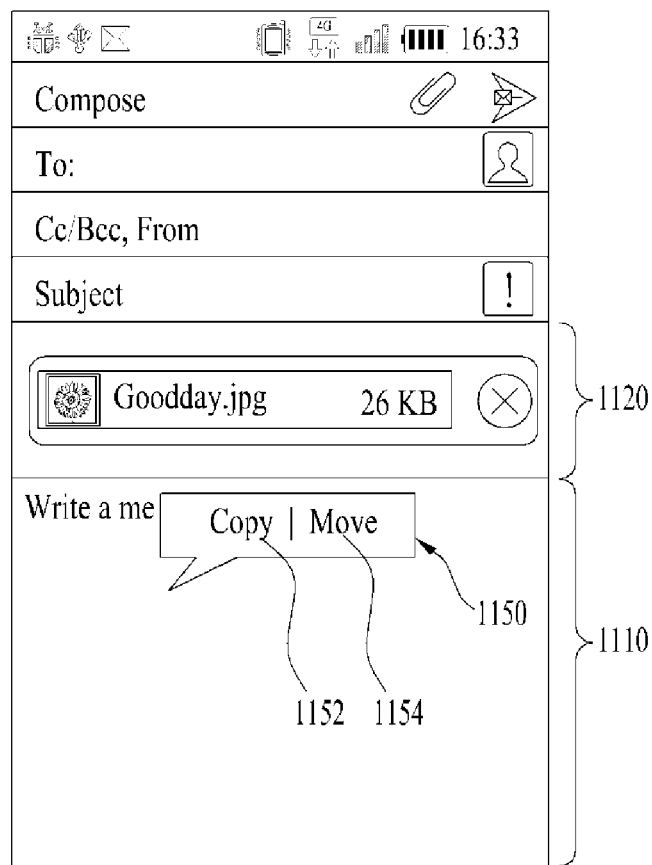 4G
16:33
Compose
To:
Cc/Bcc, From
Subject
!
Goodday.jpg 26 KB
1120
Write a me
Copy | Move
1150
1110
1152 1154